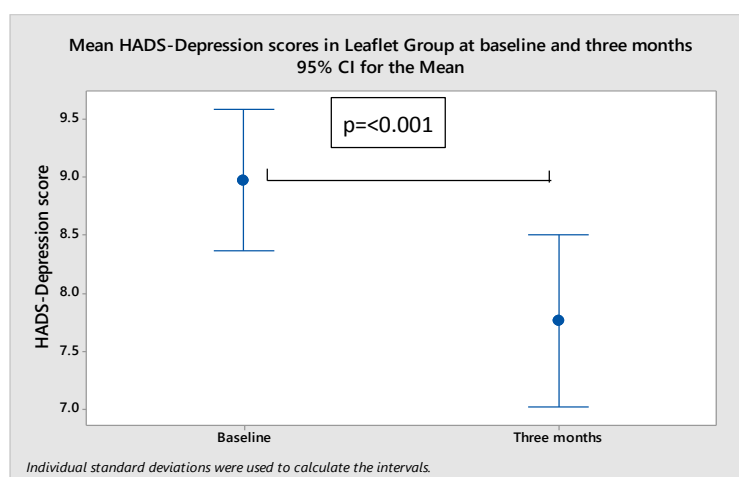 Mean HADS-Depression scores in Leaflet Group at baseline and three months
95% CI for the Mean
p=<0.001
HADS-Depression score
9.5
9.0
8.5
8.0
7.5
7.0
Baseline
Three months
Individual standard deviations were used to calculate the intervals.